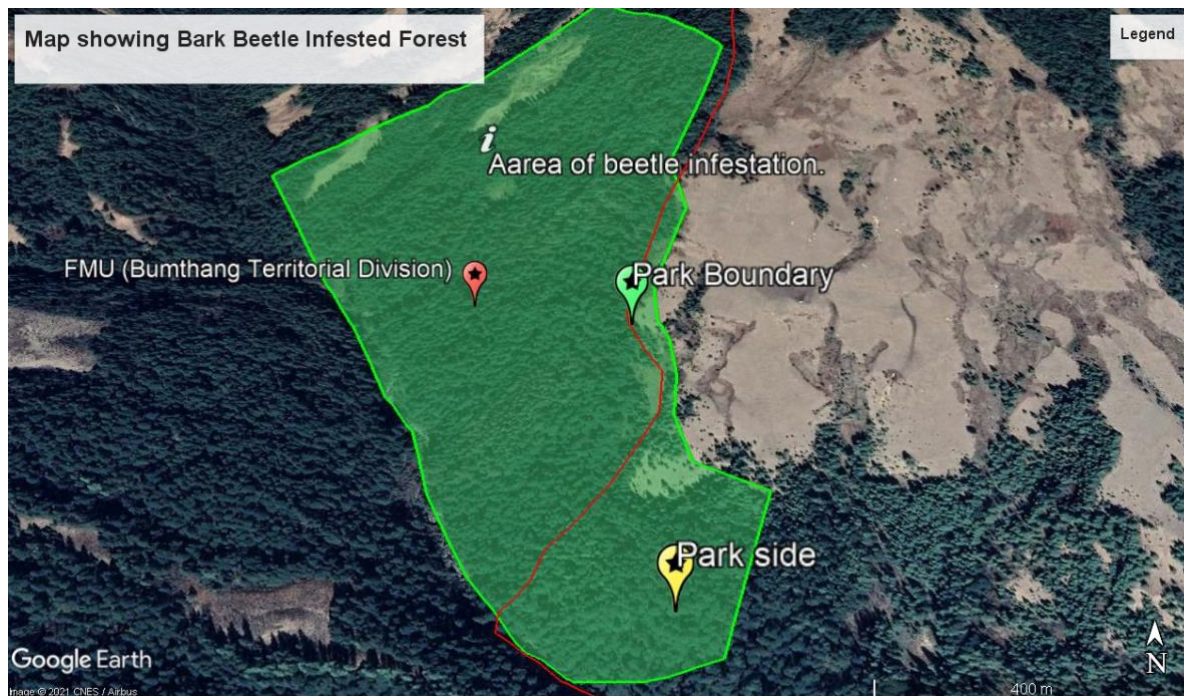 Map showing Bark Beetle Infested Forest
Legend
i
Aarea of beetle infestation.
FMU (Bumthang Territorial Division)
Park Boundary
Park side
Google Earth
N
Image © 2021 CNES / Airbus
400 m